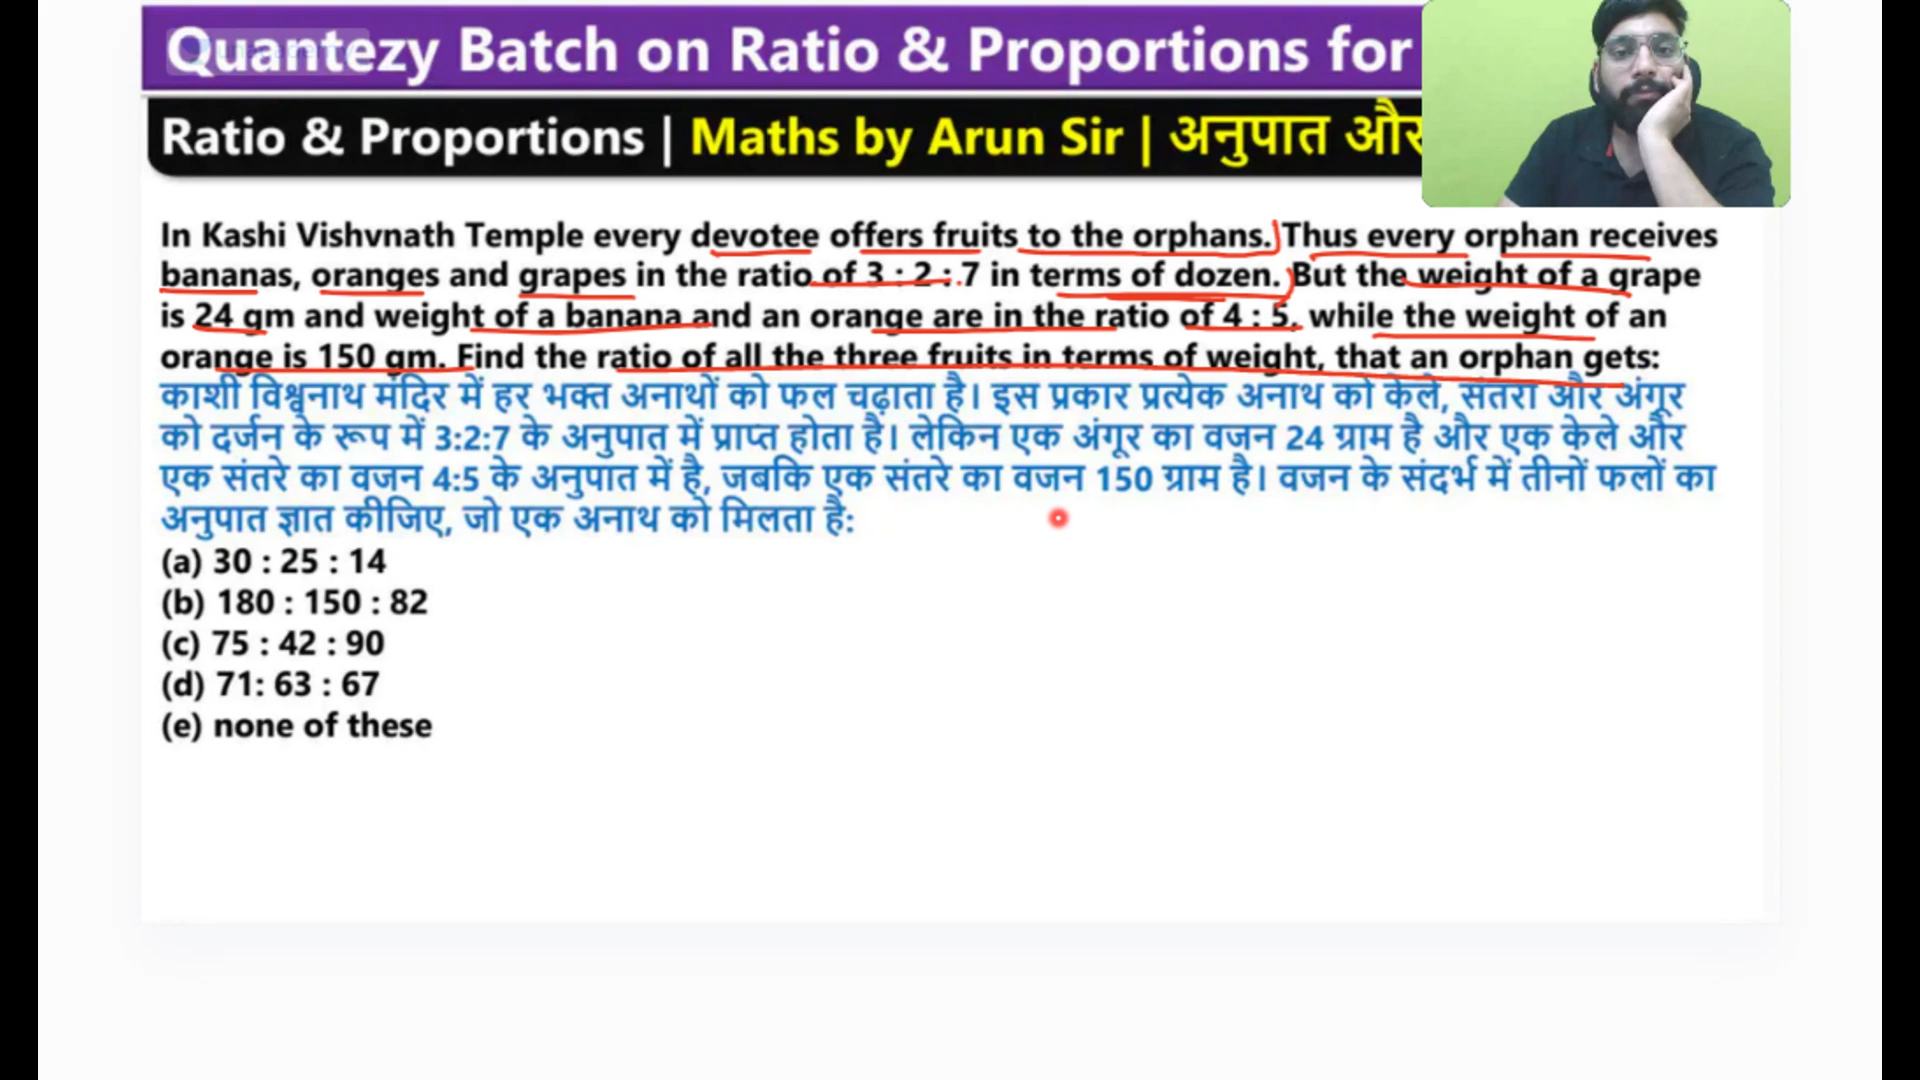 Quantezy Batch on Ratio & Proportions for
Ratio & Proportions | Maths by Arun Sir | अनुपात और
In Kashi Vishvnath Temple every devotee offers fruits to the orphans. Thus every orphan receives
bananas, oranges and grapes in the ratio of 3 : 2 : 7 in terms of dozen. But the weight of a grape
is 24 gm and weight of a banana and an orange are in the ratio of 4 : 5, while the weight of an
orange is 150 gm. Find the ratio of all the three fruits in terms of weight, that an orphan gets:
काशी विश्वनाथ मंदिर में हर भक्त अनाथों को फल चढ़ाता है। इस प्रकार प्रत्येक अनाथ को केले, संतरा और अंगूर
को दर्जन के रूप में 3:2:7 के अनुपात में प्राप्त होता है। लेकिन एक अंगूर का वजन 24 ग्राम है और एक केले और
एक संतरे का वजन 4:5 के अनुपात में है, जबकि एक संतरे का वजन 150 ग्राम है। वजन के संदर्भ में तीनों फलों का
अनुपात ज्ञात कीजिए, जो एक अनाथ को मिलता है:
(a) 30 : 25 : 14
(b) 180 : 150 : 82
(c) 75 : 42 : 90
(d) 71: 63 : 67
(e) none of these